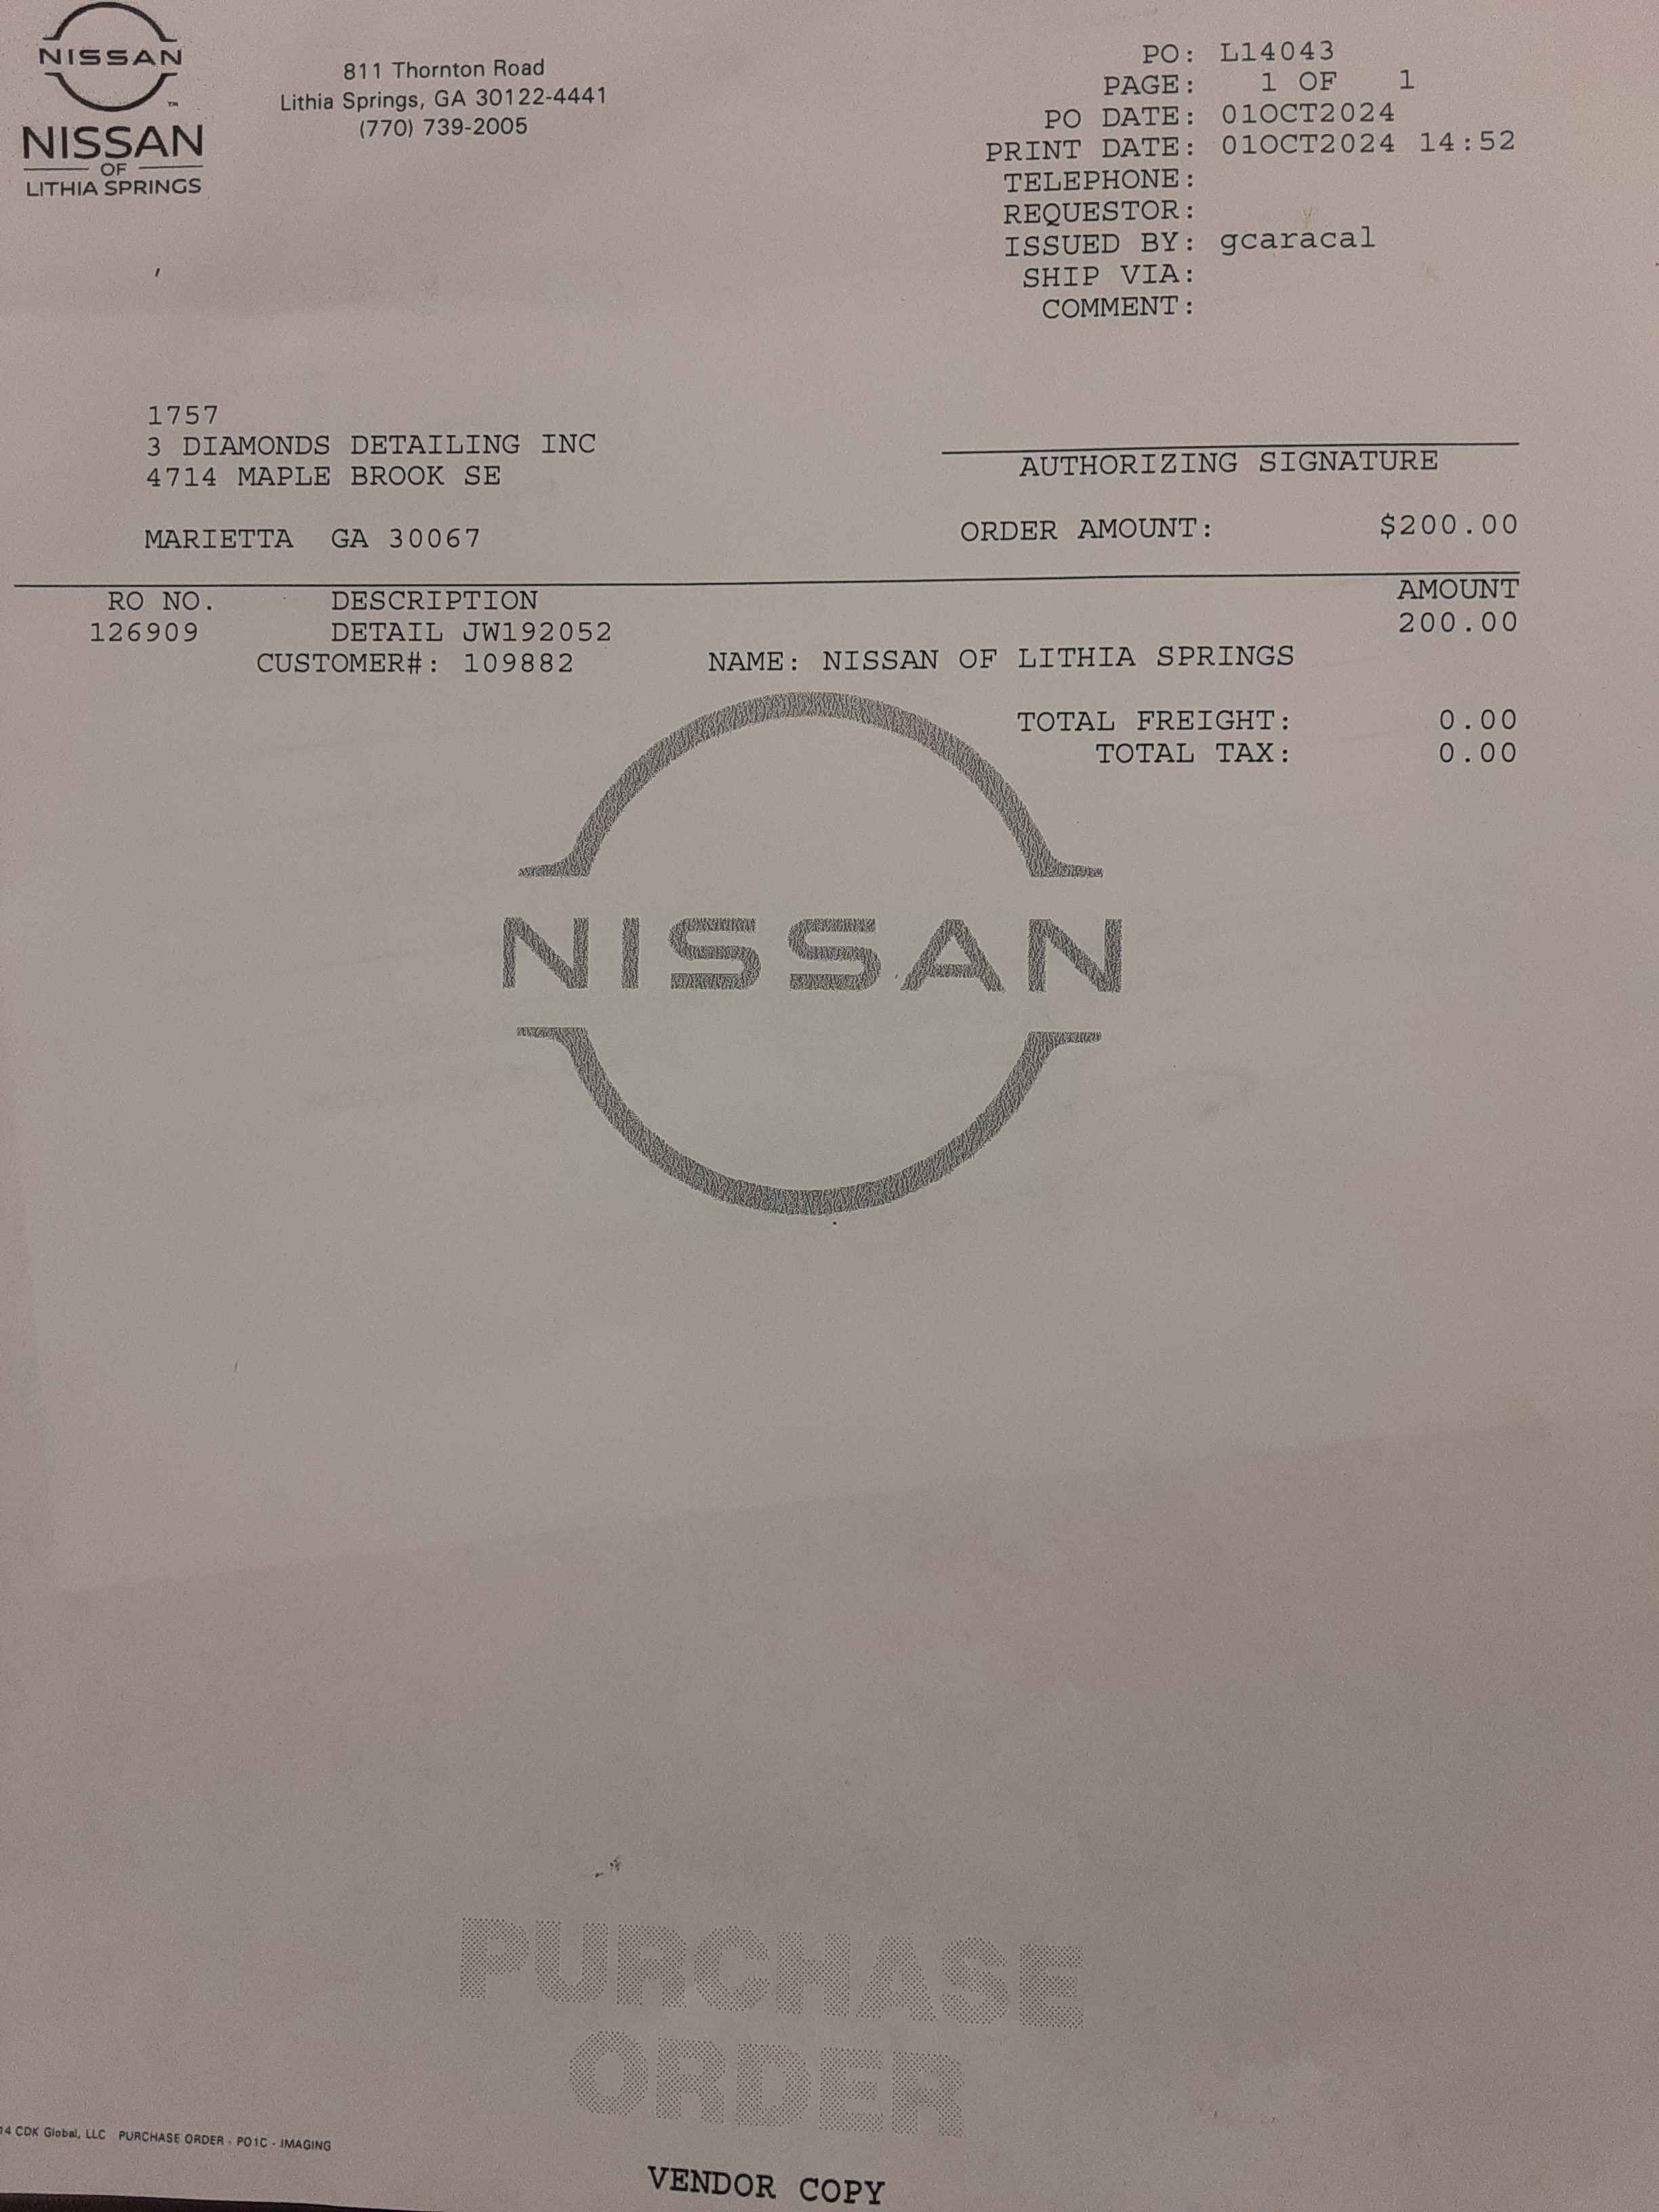 NISSAN
TM
NISSAN
OF
LITHIA SPRINGS
811 Thornton Road
Lithia Springs, GA 30122-4441
(770) 739-2005
PO: L14043
PAGE: 1 OF 1
PO DATE: 01OCT2024
PRINT DATE: 01OCT2024 14:52
TELEPHONE:
REQUESTOR:
ISSUED BY: gcaracal
SHIP VIA:
COMMENT:
1757
3 DIAMONDS DETAILING INC
4714 MAPLE BROOK SE
MARIETTA GA 30067
AUTHORIZING SIGNATURE
ORDER AMOUNT: $200.00
RO NO. DESCRIPTION AMOUNT
126909 DETAIL JW192052 200.00
CUSTOMER#: 109882 NAME: NISSAN OF LITHIA SPRINGS
TOTAL FREIGHT: 0.00
TOTAL TAX: 0.00
NISSAN
PURCHASE
ORDER
14 CDK Global, LLC PURCHASE ORDER - PO1C - IMAGING
VENDOR COPY